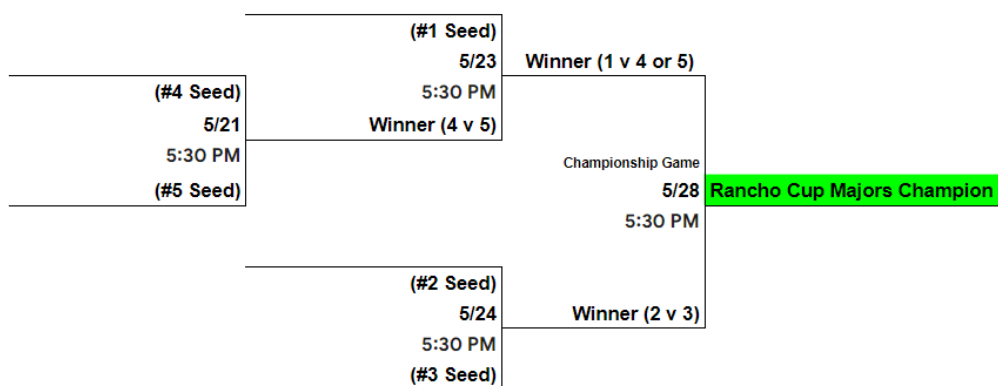 (#1 Seed)
5/23
Winner (1 v 4 or 5)
(#4 Seed)
5:30 PM
5/21
Winner (4 v 5)
5:30 PM
Championship Game
(#5 Seed)
5/28
Rancho Cup Majors Champion
5:30 PM
(#2 Seed)
5/24
Winner (2 v 3)
5:30 PM
(#3 Seed)